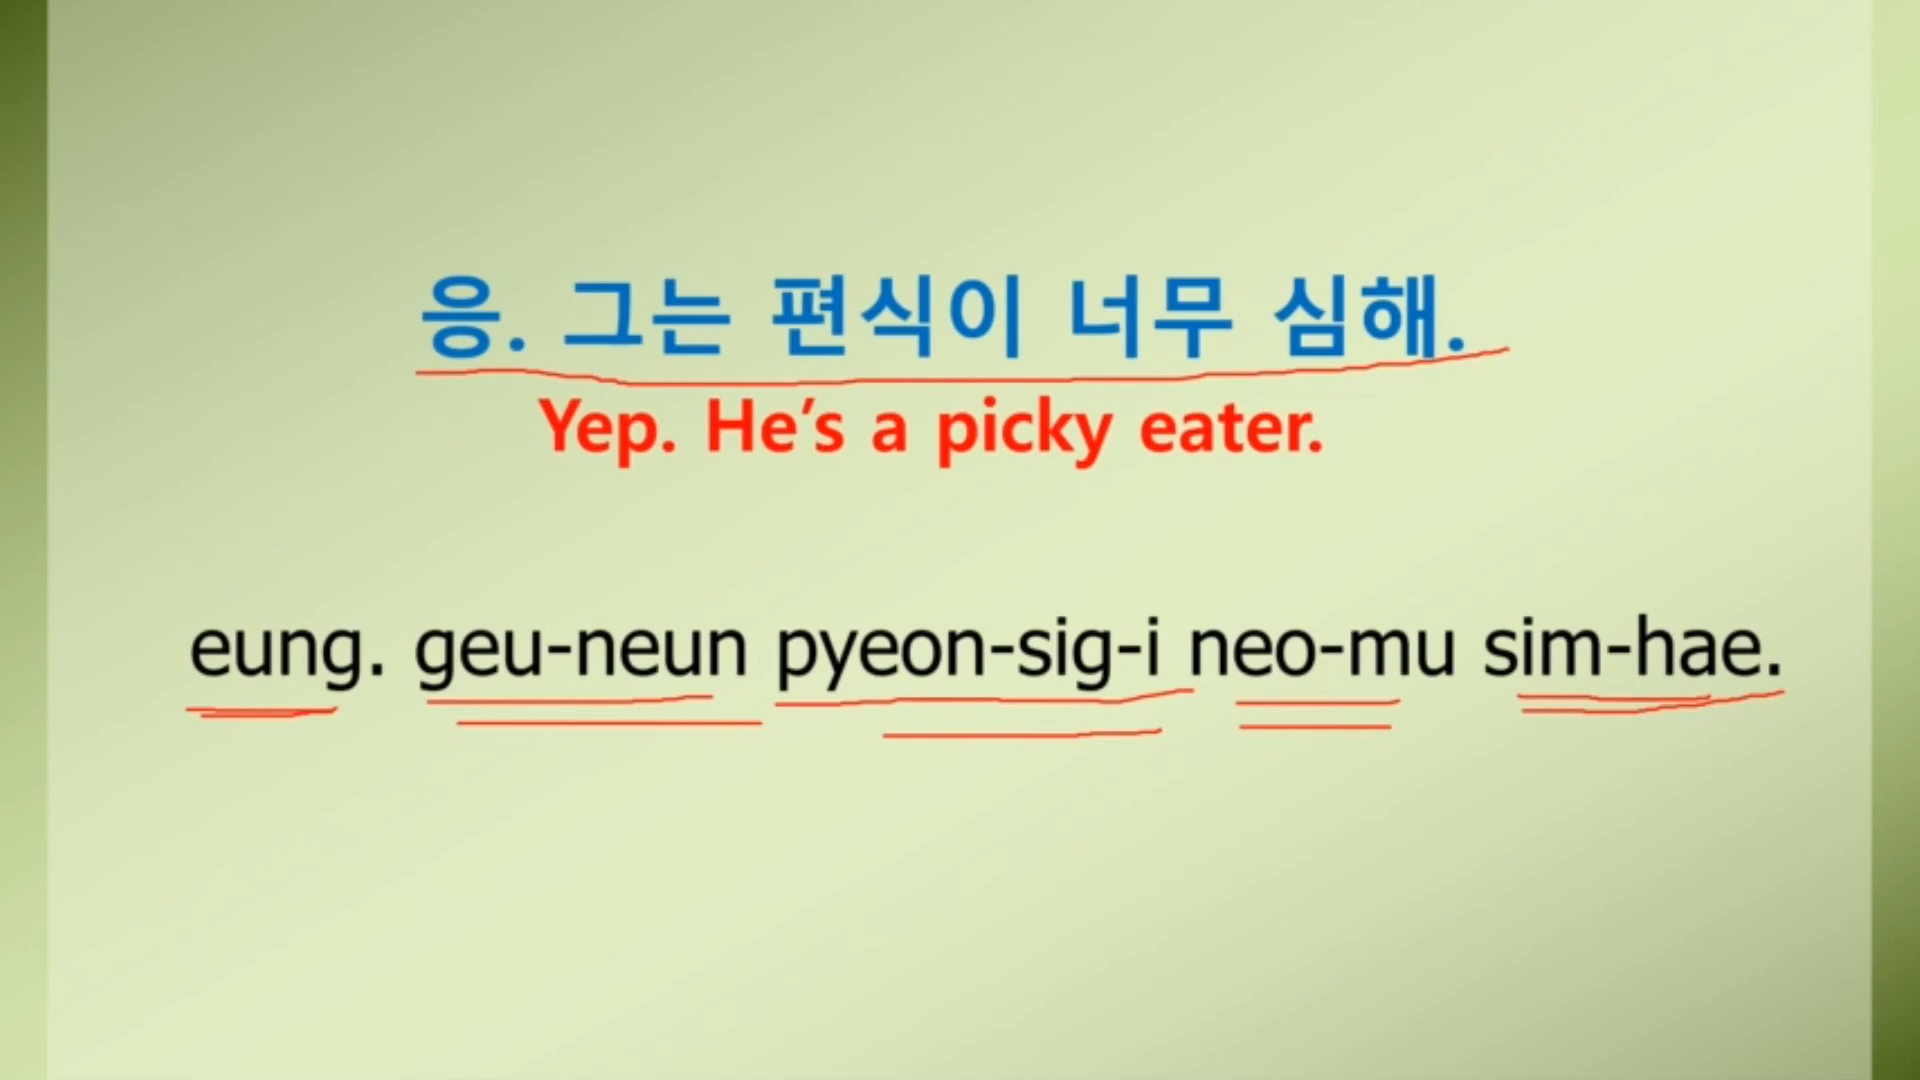 응. 그는 편식이 너무 심해.
Yep. He’s a picky eater.
eung. geu-neun pyeon-sig-i neo-mu sim-hae.